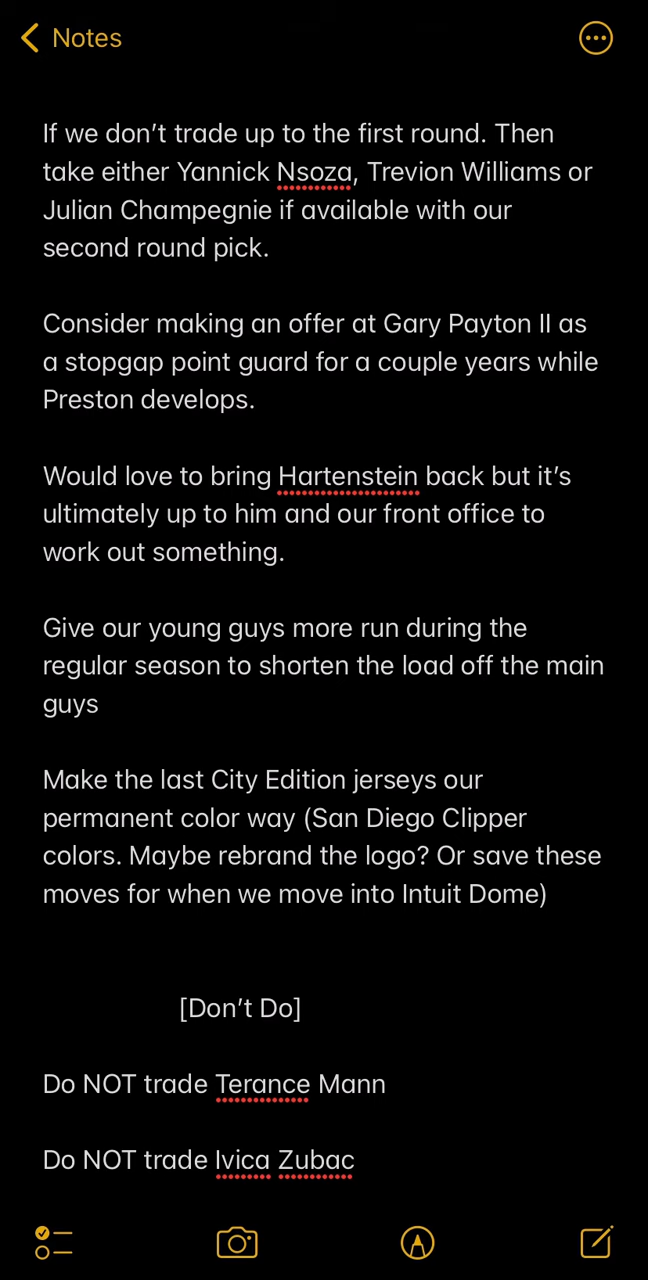 Notes
If we don’t trade up to the first round. Then
take either Yannick Nsoza, Trevion Williams or
Julian Champegnie if available with our
second round pick.
Consider making an offer at Gary Payton II as
a stopgap point guard for a couple years while
Preston develops.
Would love to bring Hartenstein back but it’s
ultimately up to him and our front office to
work out something.
Give our young guys more run during the
regular season to shorten the load off the main
guys
Make the last City Edition jerseys our
permanent color way (San Diego Clipper
colors. Maybe rebrand the logo? Or save these
moves for when we move into Intuit Dome)
[Don’t Do]
Do NOT trade Terance Mann
Do NOT trade Ivica Zubac